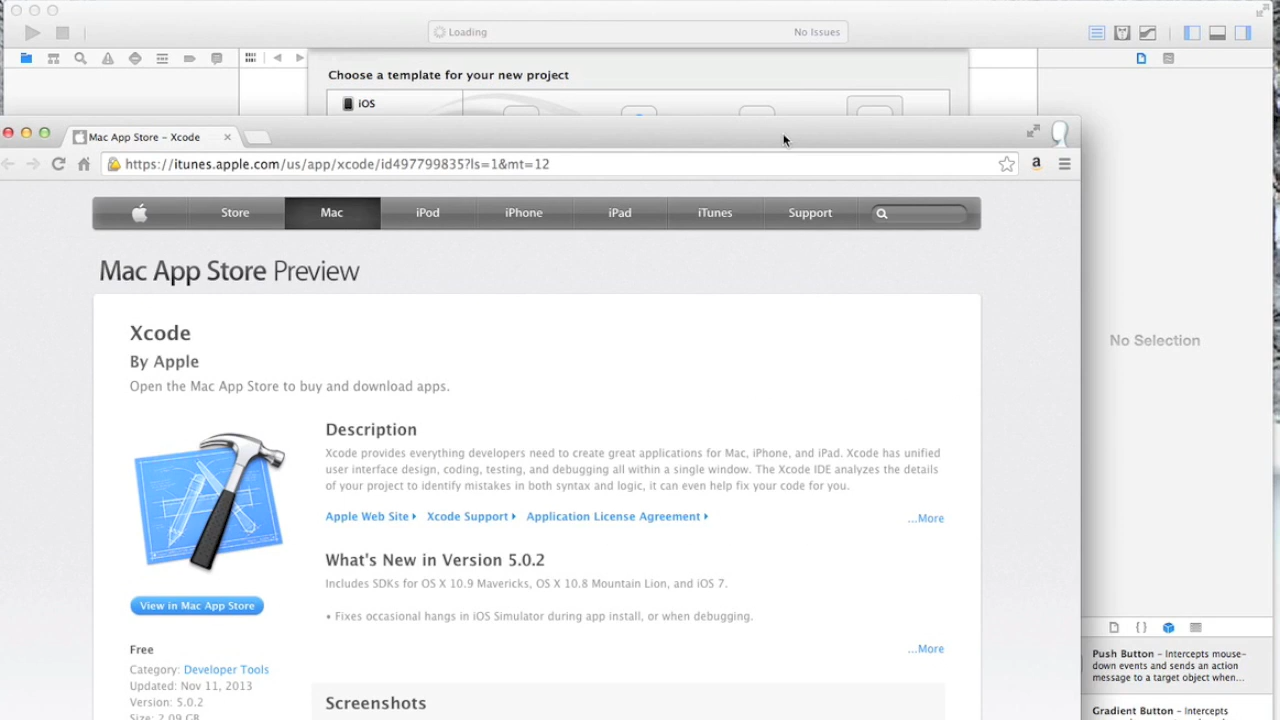 Loading
No Issues
Choose a template for your new project
iOS
Mac App Store – Xcode
https://itunes.apple.com/us/app/xcode/id497799835?ls=1&mt=12
Store
Mac
iPod
iPhone
iPad
iTunes
Support
Mac App Store Preview
Xcode
By Apple
Open the Mac App Store to buy and download apps.
Description
Xcode provides everything developers need to create great applications for Mac, iPhone, and iPad. Xcode has unified
user interface design, coding, testing, and debugging all within a single window. The Xcode IDE analyzes the details
of your project to identify mistakes in both syntax and logic, it can even help fix your code for you.
Apple Web Site
Xcode Support
Application License Agreement
...More
What's New in Version 5.0.2
Includes SDKs for OS X 10.9 Mavericks, OS X 10.8 Mountain Lion, and iOS 7.
• Fixes occasional hangs in iOS Simulator during app install, or when debugging.
...More
View in Mac App Store
Free
Category: Developer Tools
Updated: Nov 11, 2013
Version: 5.0.2
Size: 2.09 GB
Screenshots
No Selection
Push Button – Intercepts mouse-
down events and sends an action
message to a target object when...
Gradient Button – Intercepts